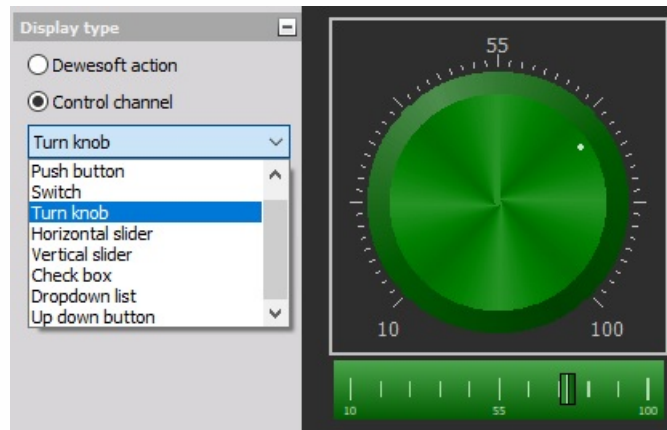 Display type
Dewesoft action
Control channel
Turn knob
Push button
Switch
Turn knob
Horizontal slider
Vertical slider
Check box
Dropdown list
Up down button
55
10
100
10
55
100